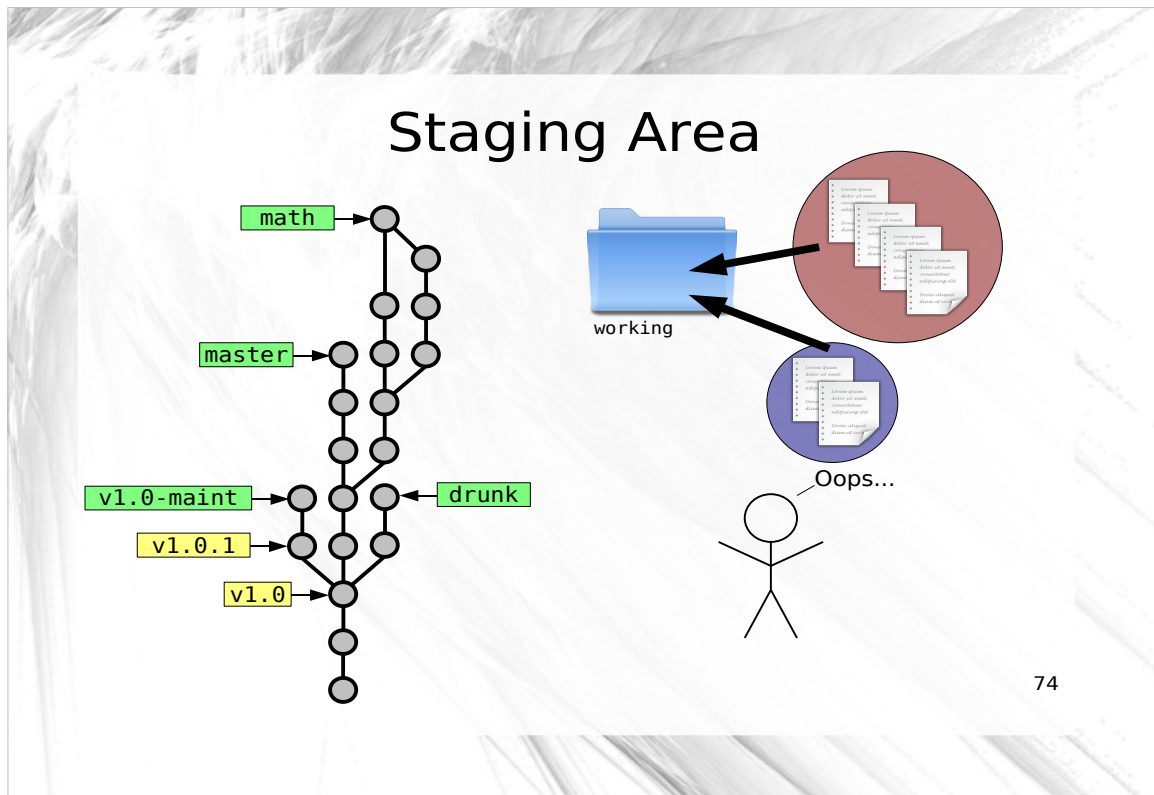 Staging Area
math
working
master
Oops...
v1.0-maint
drunk
v1.0.1
v1.0
74